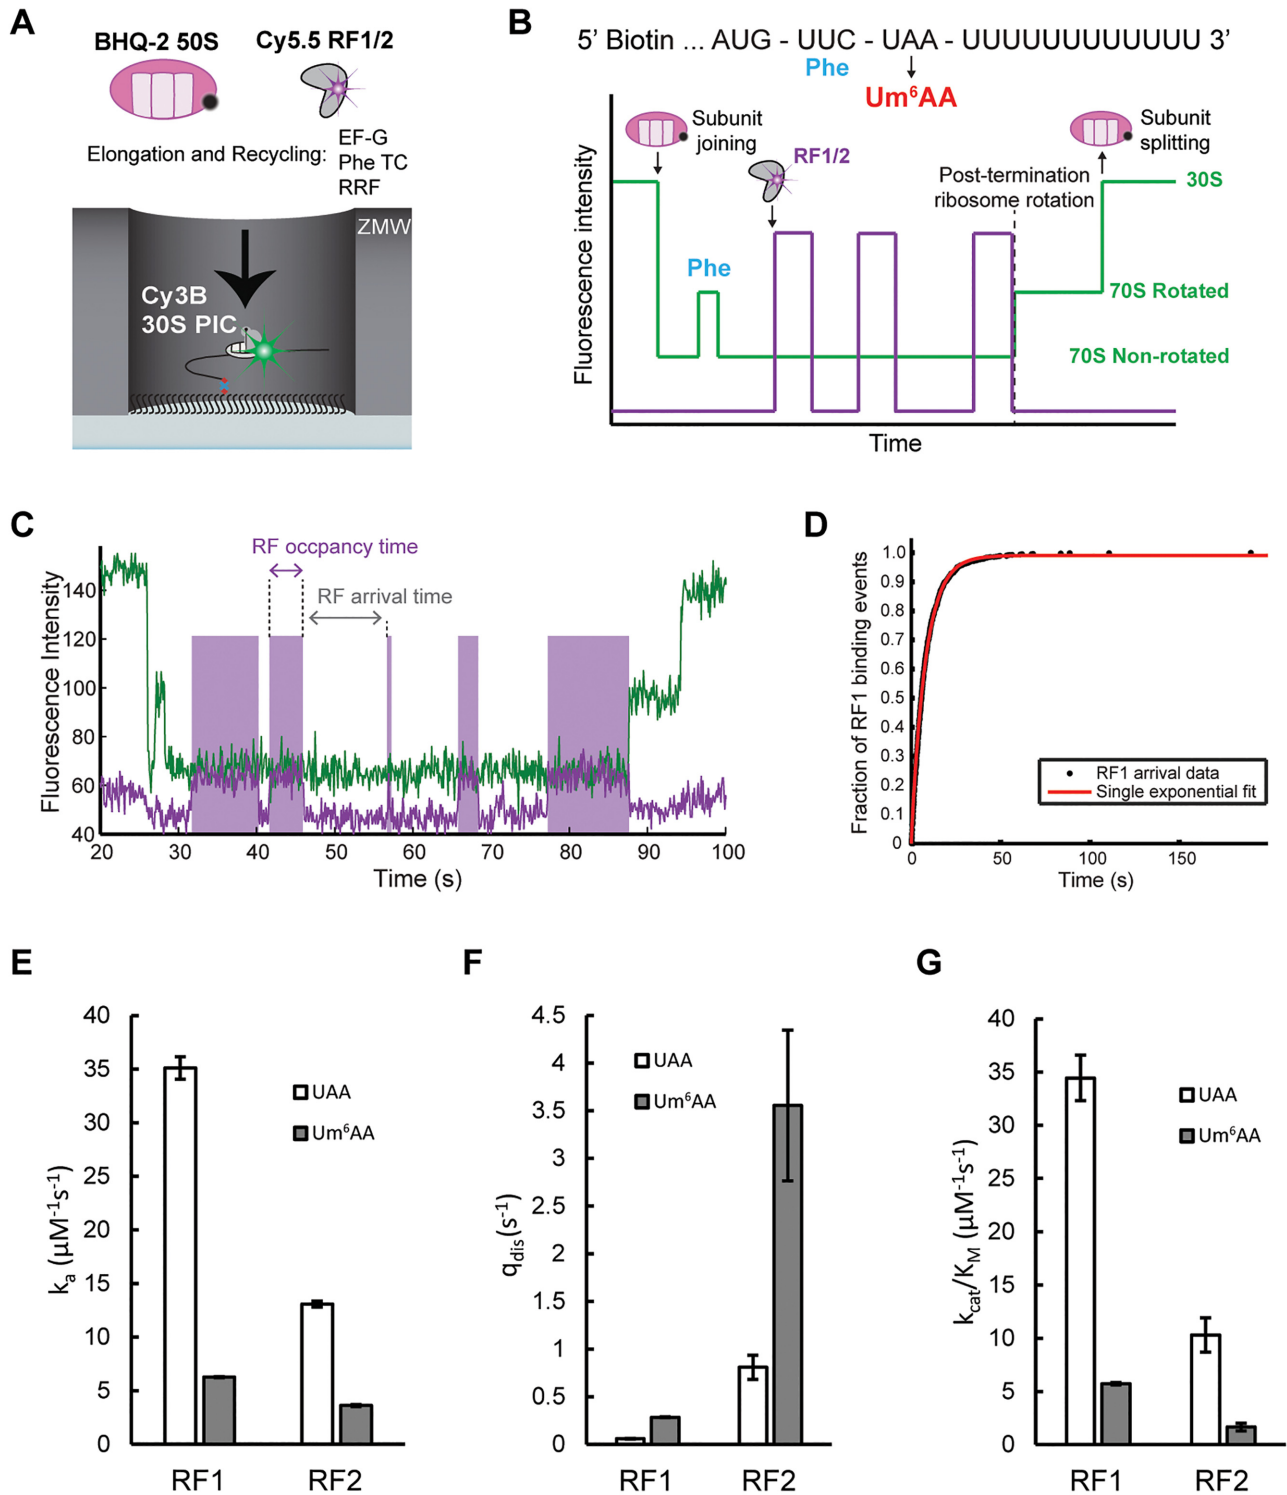 A
BHQ-2 50S
Cy5.5 RF1/2
EF-G
Elongation and Recycling:
Phe TC
RRF
ZMW
Cy3B
30S PIC
B
5’ Biotin ... AUG - UUC - UAA - UUUUUUUUUUUU 3’
Phe
Um⁶AA
Subunit
joining
RF1/2
Subunit
splitting
Post-termination
ribosome rotation
30S
Phe
70S Rotated
70S Non-rotated
Fluorescence intensity
Time
C
RF occpancy time
RF arrival time
Fluorescence Intensity
140
120
100
80
60
40
20 30 40 50 60 70 80 90 100
Time (s)
D
Fraction of RF1 binding events
1.0
0.9
0.8
0.7
0.6
0.5
0.4
0.3
0.2
0.1
0
RF1 arrival data
Single exponential fit
0 50 100 150
Time (s)
E
kₐ (µM⁻¹s⁻¹)
40
35
30
25
20
15
10
5
0
UAA
Um⁶AA
RF1 RF2
F
q_dis (s⁻¹)
4.5
4
3.5
3
2.5
2
1.5
1
0.5
0
UAA
Um⁶AA
RF1 RF2
G
k_cat/K_M (µM⁻¹s⁻¹)
40
35
30
25
20
15
10
5
0
UAA
Um⁶AA
RF1 RF2